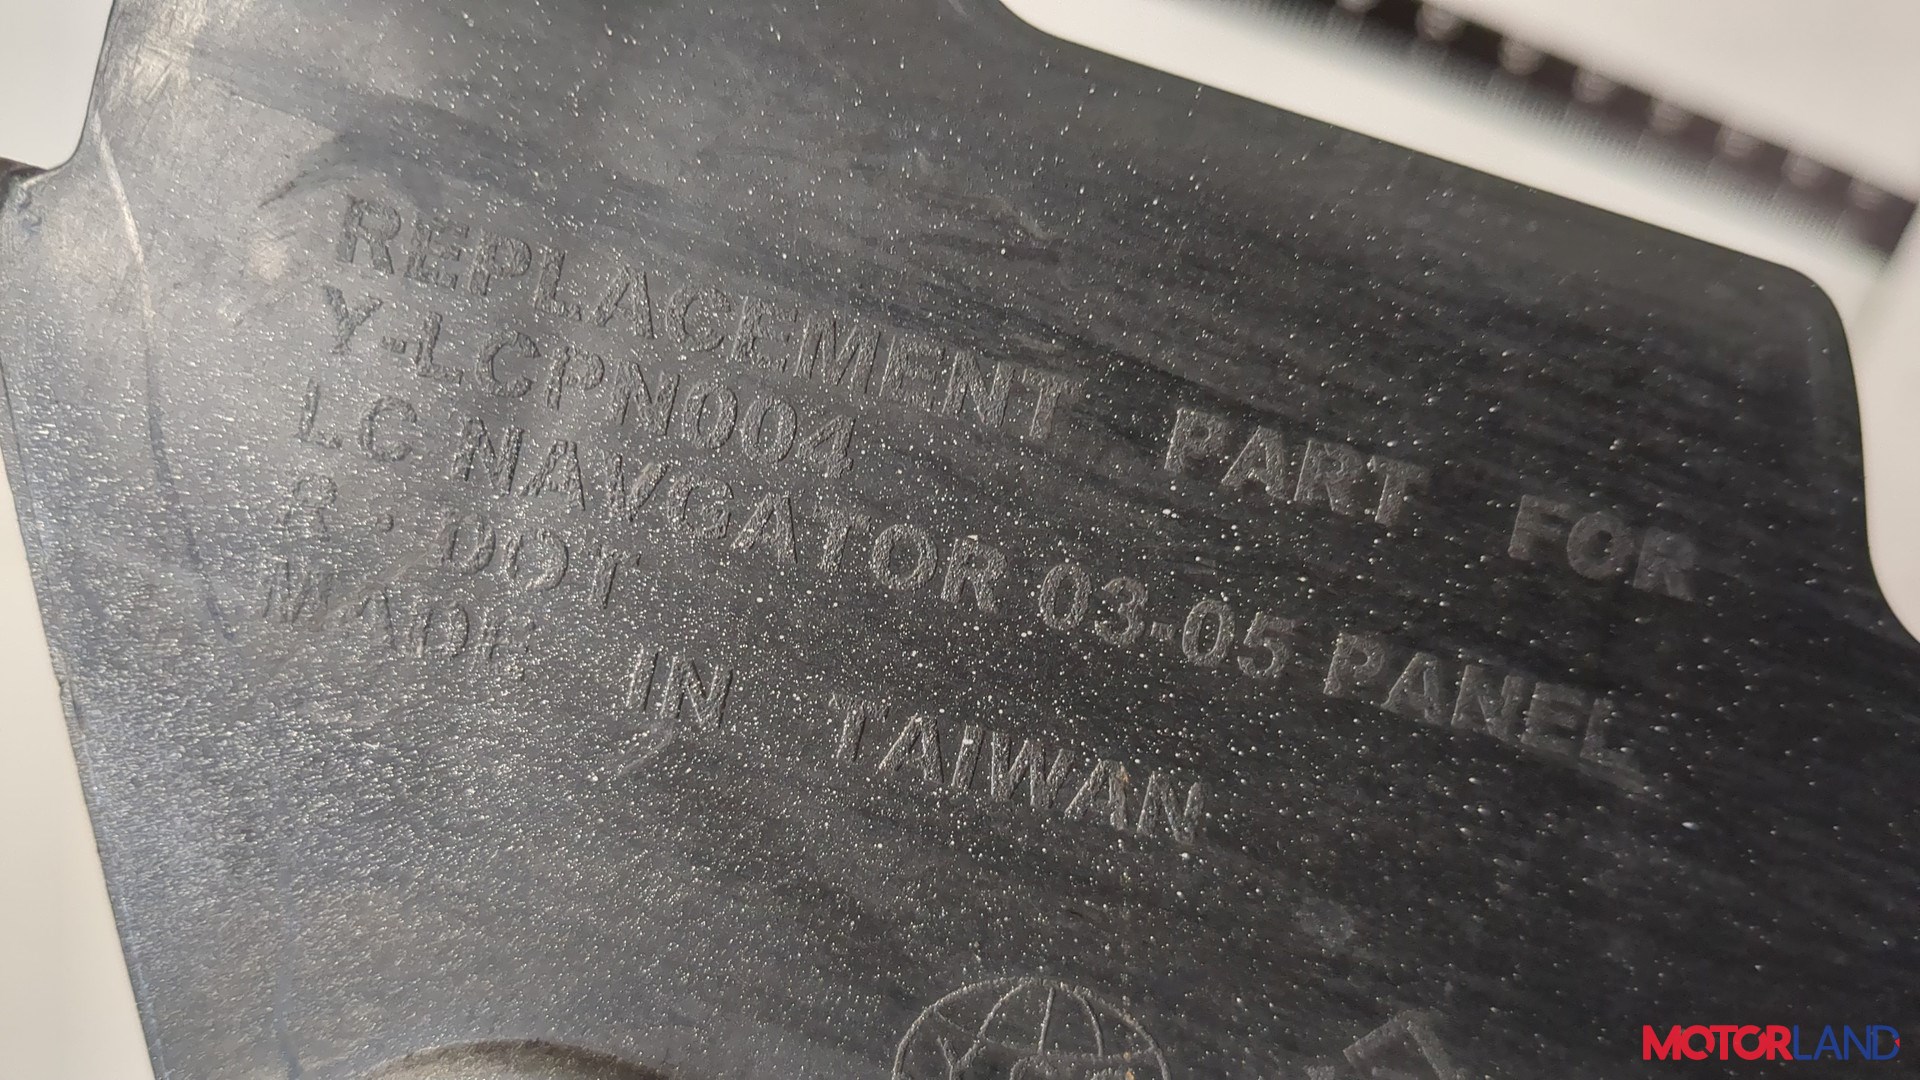 REPLACEMENT PART FOR
Y-LCPN004
LC NAVGATOR 03-05 PANEL
R - DOT
MADE IN TAIWAN
MOTORLAND